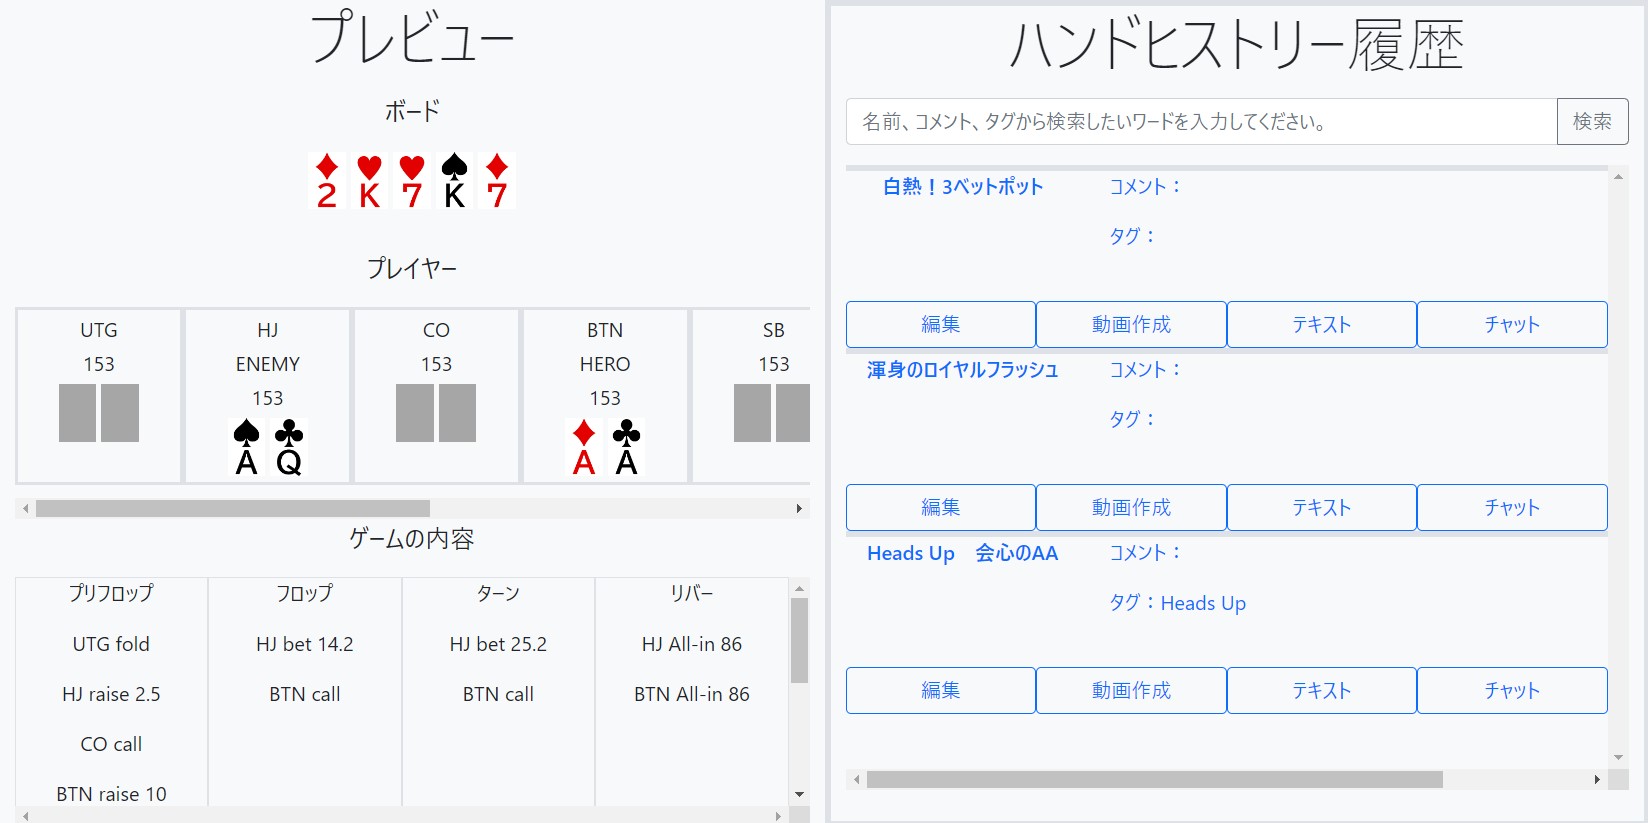 プレビュー
ボード
2 K 7 K 7
プレイヤー
UTG
153
HJ
ENEMY
153
A Q
CO
153
BTN
HERO
153
A A
SB
153
ゲームの内容
プリフロップ
UTG fold
HJ raise 2.5
CO call
BTN raise 10
フロップ
HJ bet 14.2
BTN call
ターン
HJ bet 25.2
BTN call
リバー
HJ All-in 86
BTN All-in 86
ハンドヒストリー履歴
名前、コメント、タグから検索したいワードを入力してください。 検索
白熱！3ベットポット コメント：
タグ：
編集 動画作成 テキスト チャット
渾身のロイヤルフラッシュ コメント：
タグ：
編集 動画作成 テキスト チャット
Heads Up　会心のAA コメント：
タグ：Heads Up
編集 動画作成 テキスト チャット